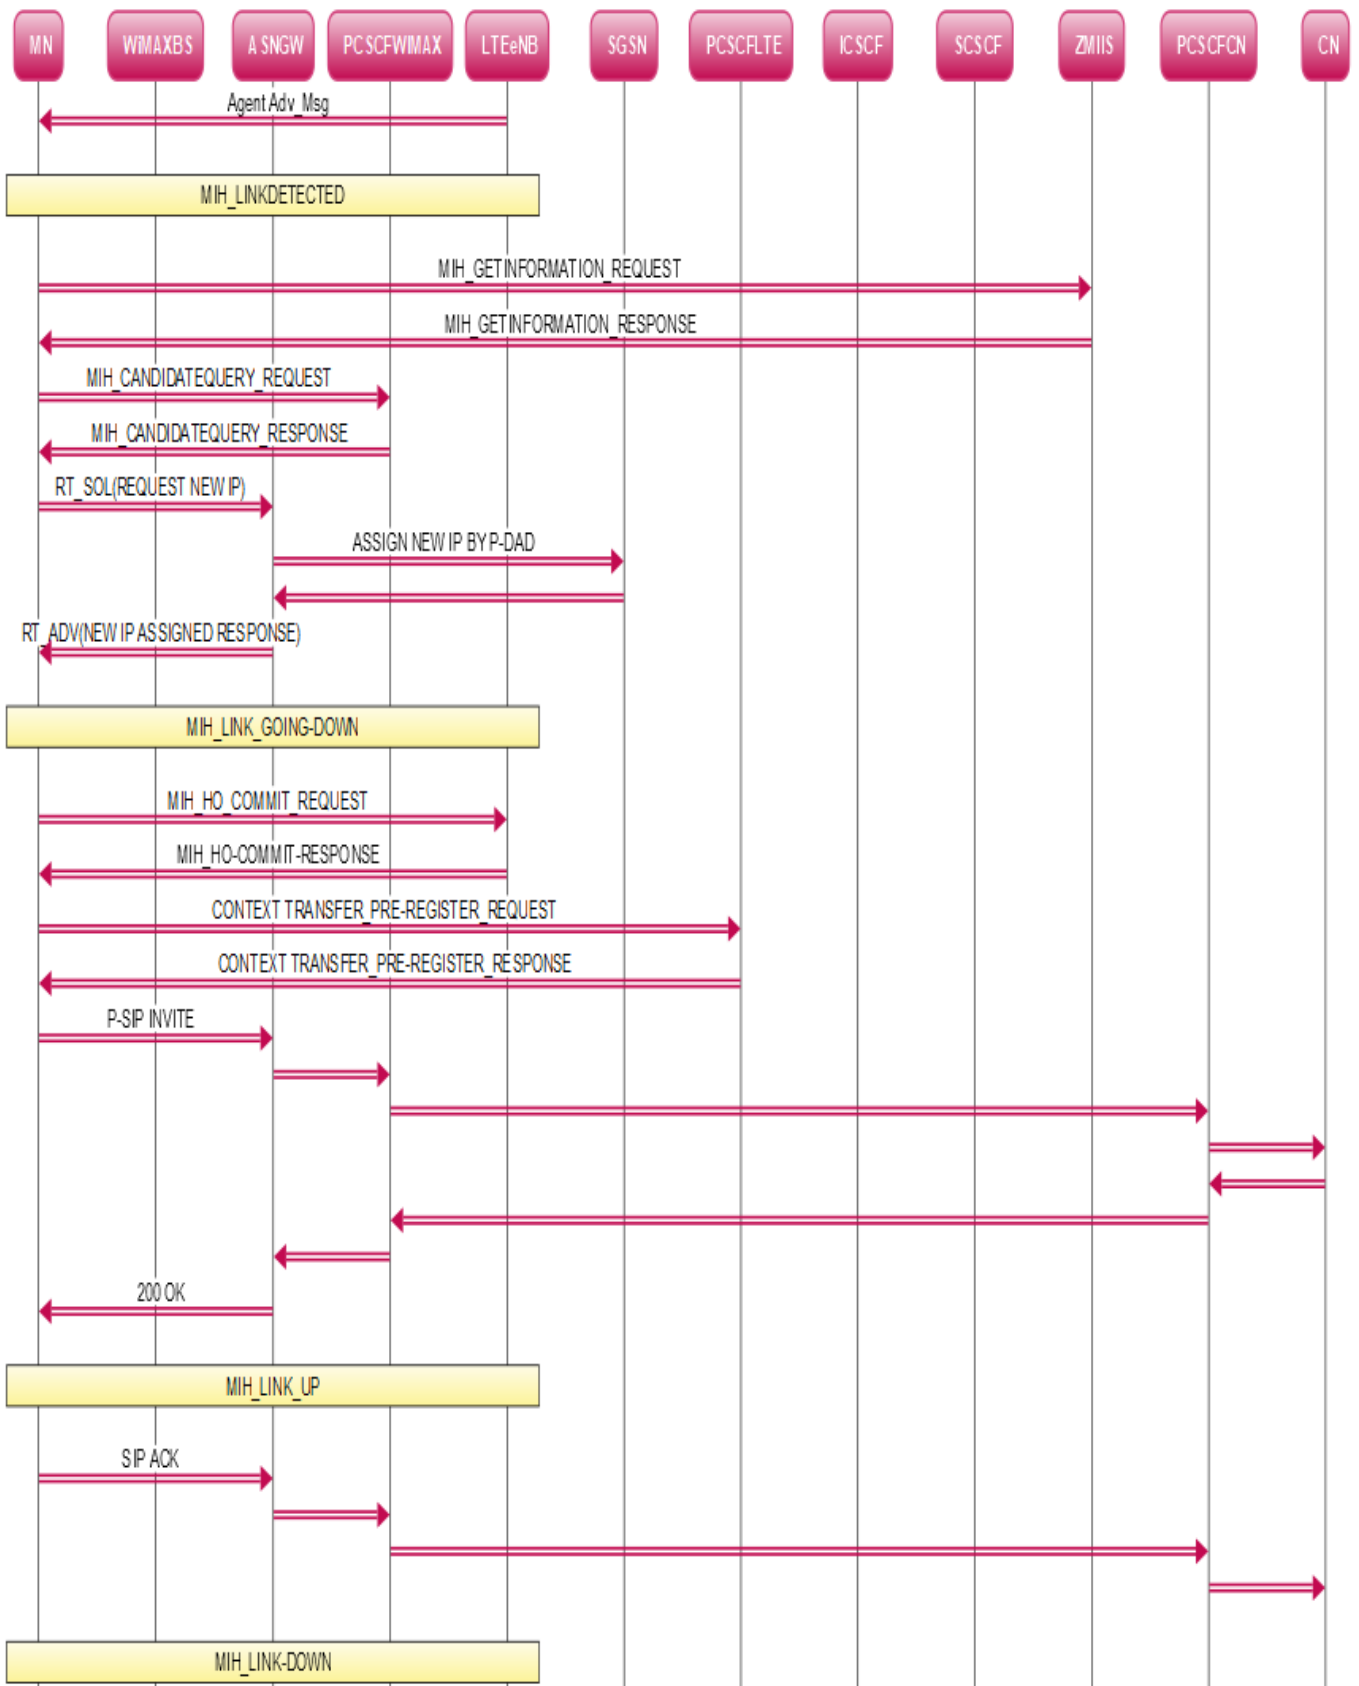 MN WiMAXBS ASNGW PCSCFWIMAX LTEeNB SGSN PCSCFLTE ICSCF SCSCF ZMIIS PCSCFCN CN
Agent Adv_Msg
MIH_LINKDETECTED
MIH_GETINFORMATION_REQUEST
MIH_GETINFORMATION_RESPONSE
MIH_CANDIDATEQUERY_REQUEST
MIH_CANDIDATEQUERY_RESPONSE
RT_SOL(REQUEST NEW IP)
ASSIGN NEW IP BY P-DAD
RT_ADV(NEW IP ASSIGNED RESPONSE)
MIH_LINK_GOING-DOWN
MIH_HO_COMMIT_REQUEST
MIH_HO-COMMIT-RESPONSE
CONTEXT TRANSFER_PRE-REGISTER_REQUEST
CONTEXT TRANSFER_PRE-REGISTER_RESPONSE
P-SIP INVITE
200 OK
MIH_LINK_UP
SIP ACK
MIH_LINK-DOWN